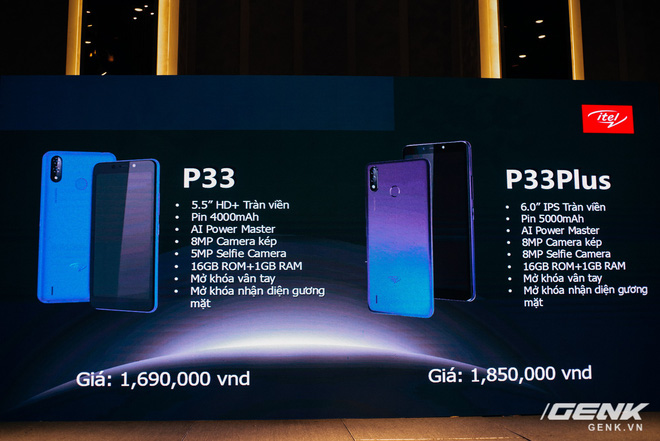 itel
P33
• 5.5” HD+ Tràn viền
• Pin 4000mAh
• AI Power Master
• 8MP Camera kép
• 5MP Selfie Camera
• 16GB ROM+1GB RAM
• Mở khóa vân tay
• Mở khóa nhận diện gương
mặt
Giá: 1,690,000 vnd
P33Plus
• 6.0” IPS Tràn viền
• Pin 5000mAh
• AI Power Master
• 8MP Camera kép
• 8MP Selfie Camera
• 16GB ROM+1GB RAM
• Mở khóa vân tay
• Mở khóa nhận diện gương
mặt
Giá: 1,850,000 vnd
GENK
GENK.VN